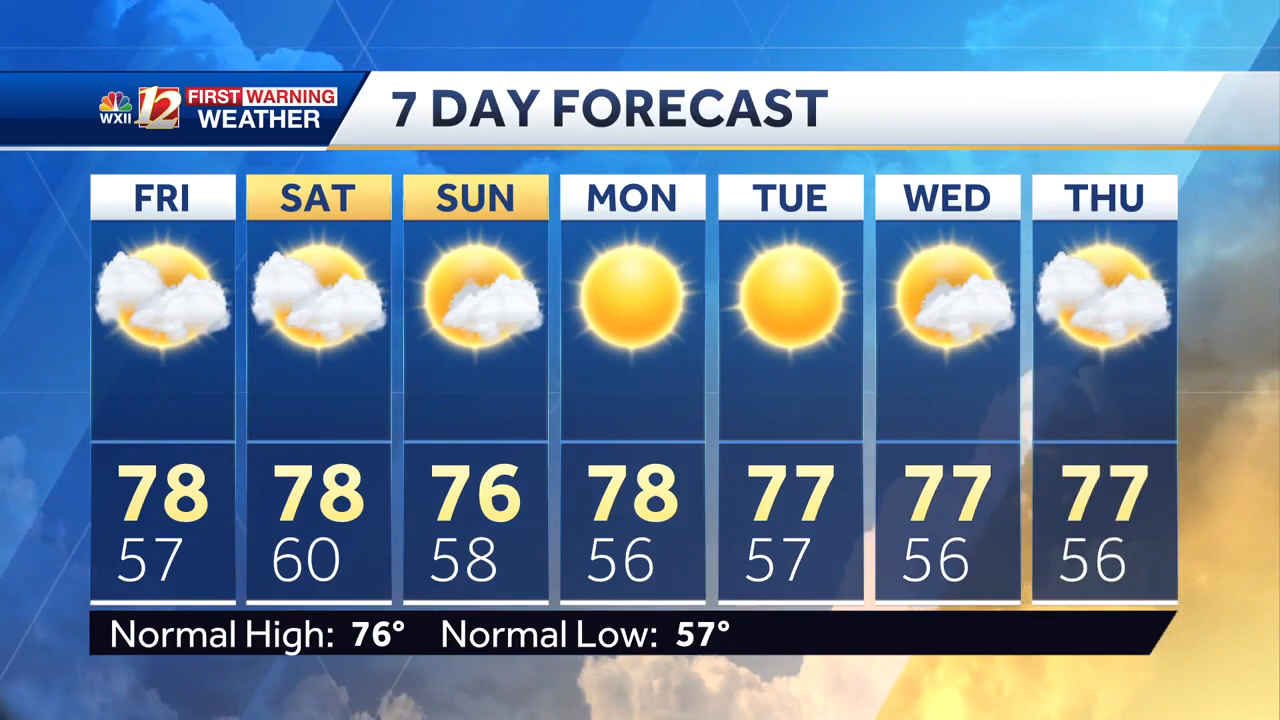 WXII 12 FIRST WARNING WEATHER
7 DAY FORECAST
FRI SAT SUN MON TUE WED THU
78 78 76 78 77 77 77
57 60 58 56 57 56 56
Normal High: 76° Normal Low: 57°